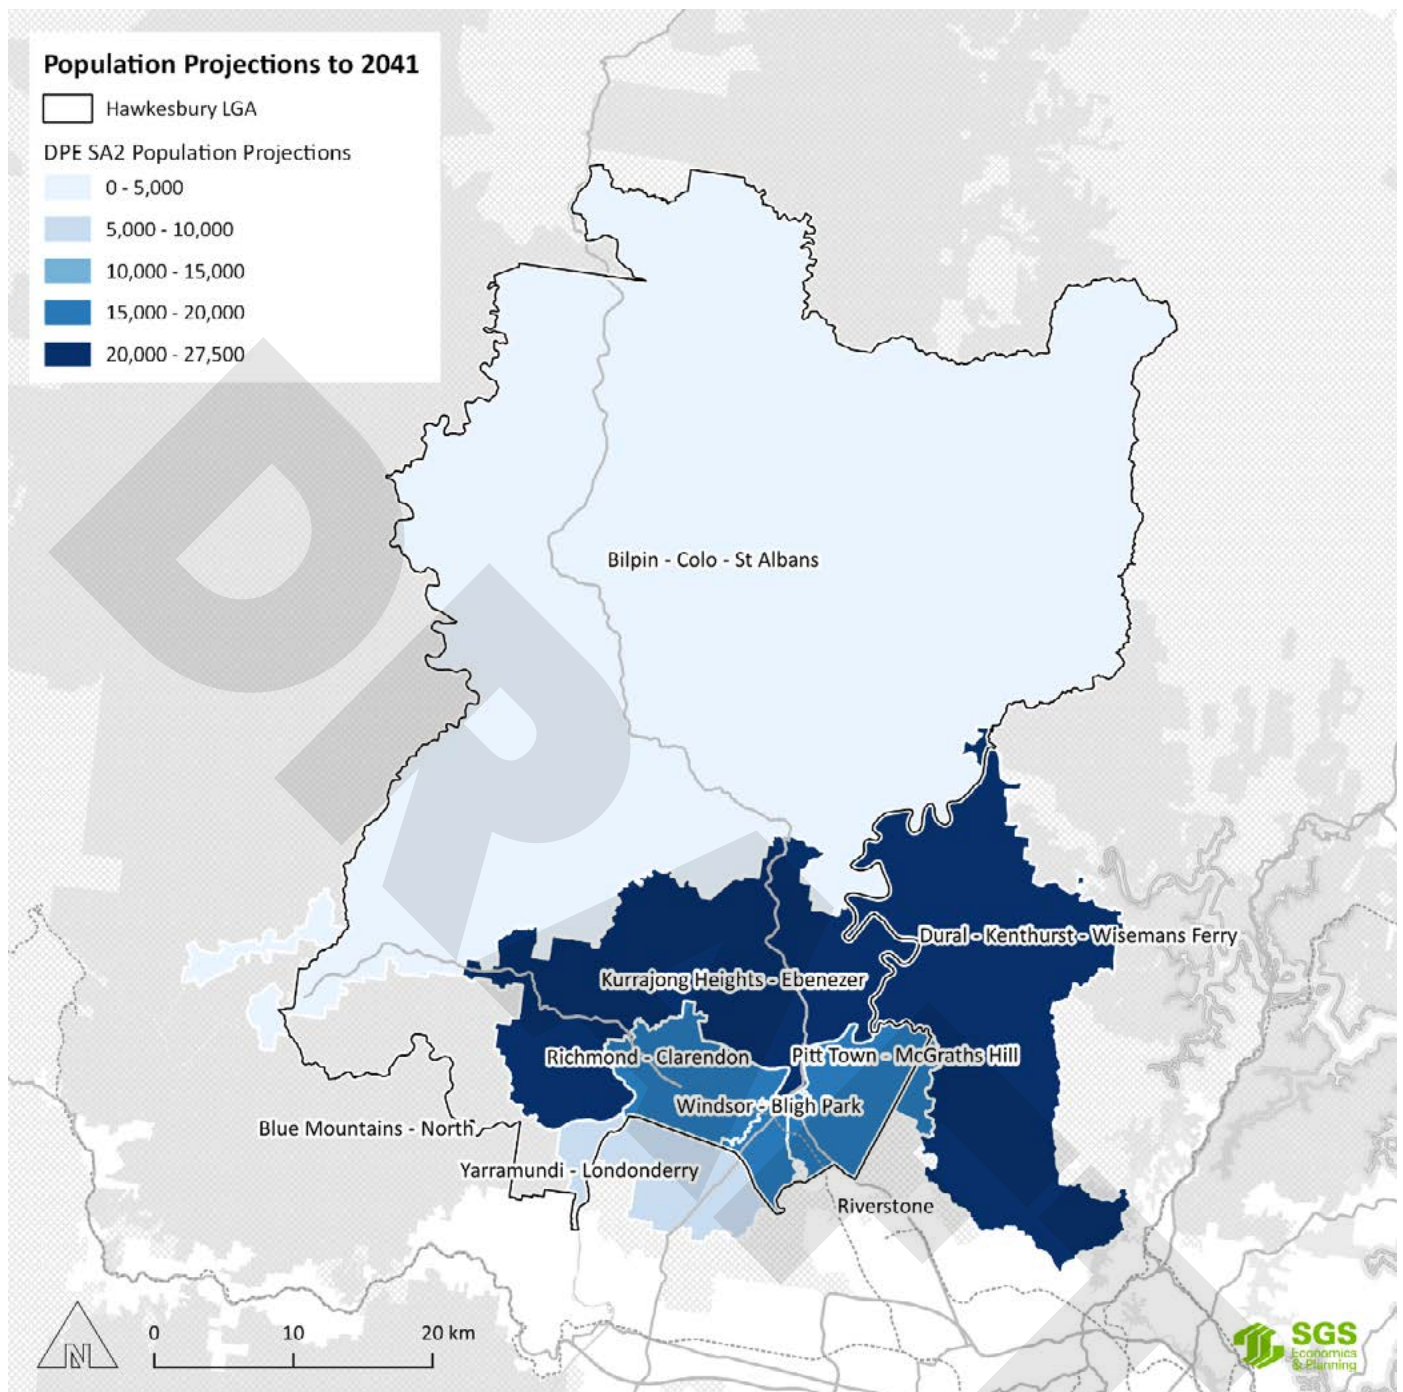 Population Projections to 2041
Hawkesbury LGA
DPE SA2 Population Projections
0 - 5,000
5,000 - 10,000
10,000 - 15,000
15,000 - 20,000
20,000 - 27,500
Bilpin - Colo - St Albans
Dural - Kenthurst - Wisemans Ferry
Kurrajong Heights - Ebenezer
Richmond - Clarendon
Pitt Town - McGraths Hill
Windsor - Bligh Park
Blue Mountains - North
Yarramundi - Londonderry
Riverstone
DRAFT
N
0 10 20 km
SGS
Economics
& Planning